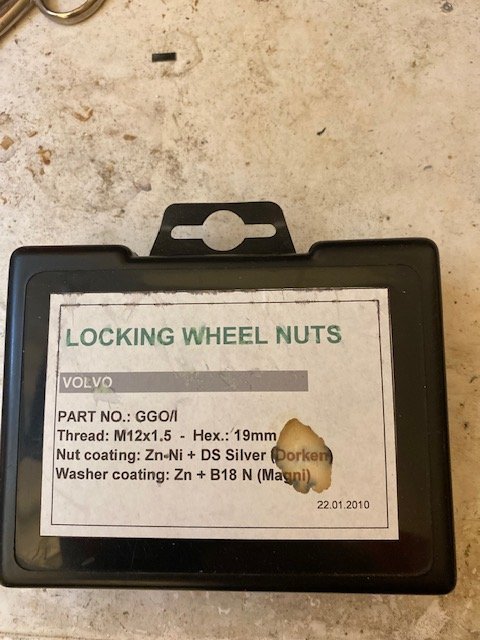 LOCKING WHEEL NUTS
VOLVO
PART NO.: GGO/I
Thread: M12x1.5 - Hex.: 19mm
Nut coating: Zn-Ni + DS Silver (Dorken)
Washer coating: Zn + B18 N (Magni)
22.01.2010